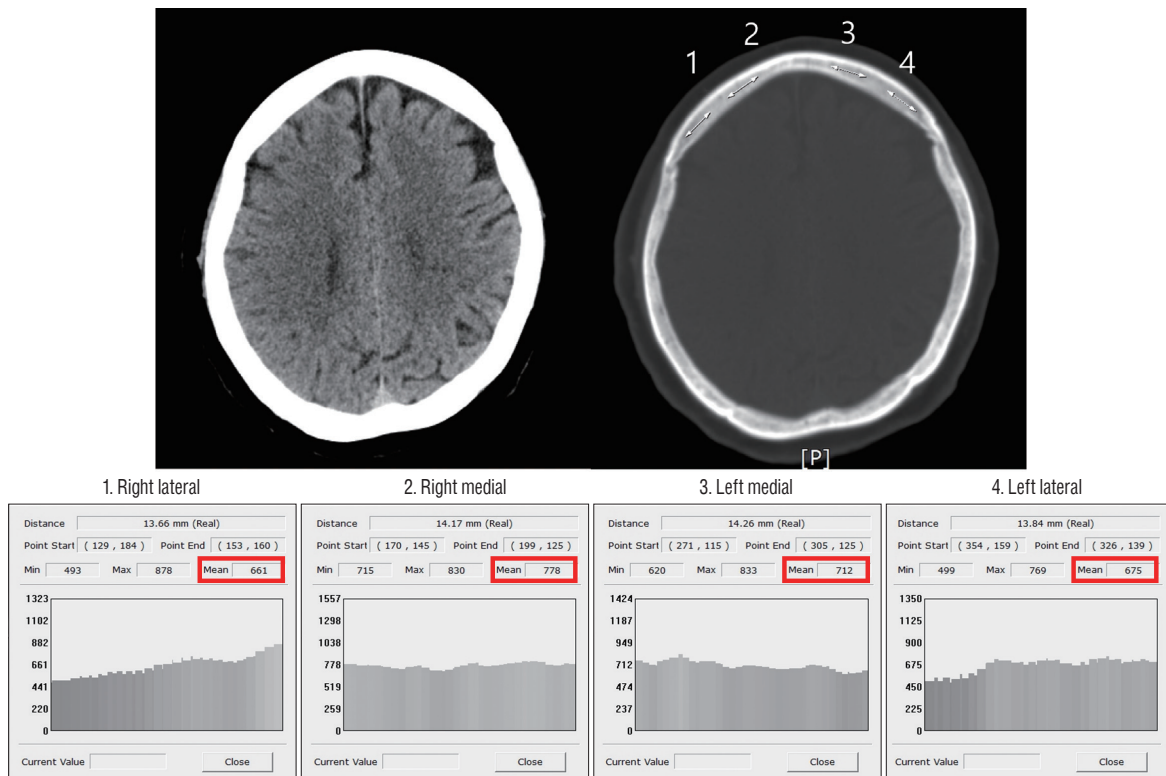 1 2 3 4
[P]
1. Right lateral
Distance 13.66 mm (Real)
Point Start ( 129 , 184 ) Point End ( 153 , 160 )
Min 493 Max 878 Mean 661
1323
1102
882
661
441
220
0
Current Value Close
2. Right medial
Distance 14.17 mm (Real)
Point Start ( 170 , 145 ) Point End ( 199 , 125 )
Min 715 Max 830 Mean 778
1557
1298
1038
778
519
259
0
Current Value Close
3. Left medial
Distance 14.26 mm (Real)
Point Start ( 271 , 115 ) Point End ( 305 , 125 )
Min 620 Max 833 Mean 712
1424
1187
949
712
474
237
0
Current Value Close
4. Left lateral
Distance 13.84 mm (Real)
Point Start ( 354 , 159 ) Point End ( 326 , 139 )
Min 499 Max 769 Mean 675
1350
1125
900
675
450
225
0
Current Value Close